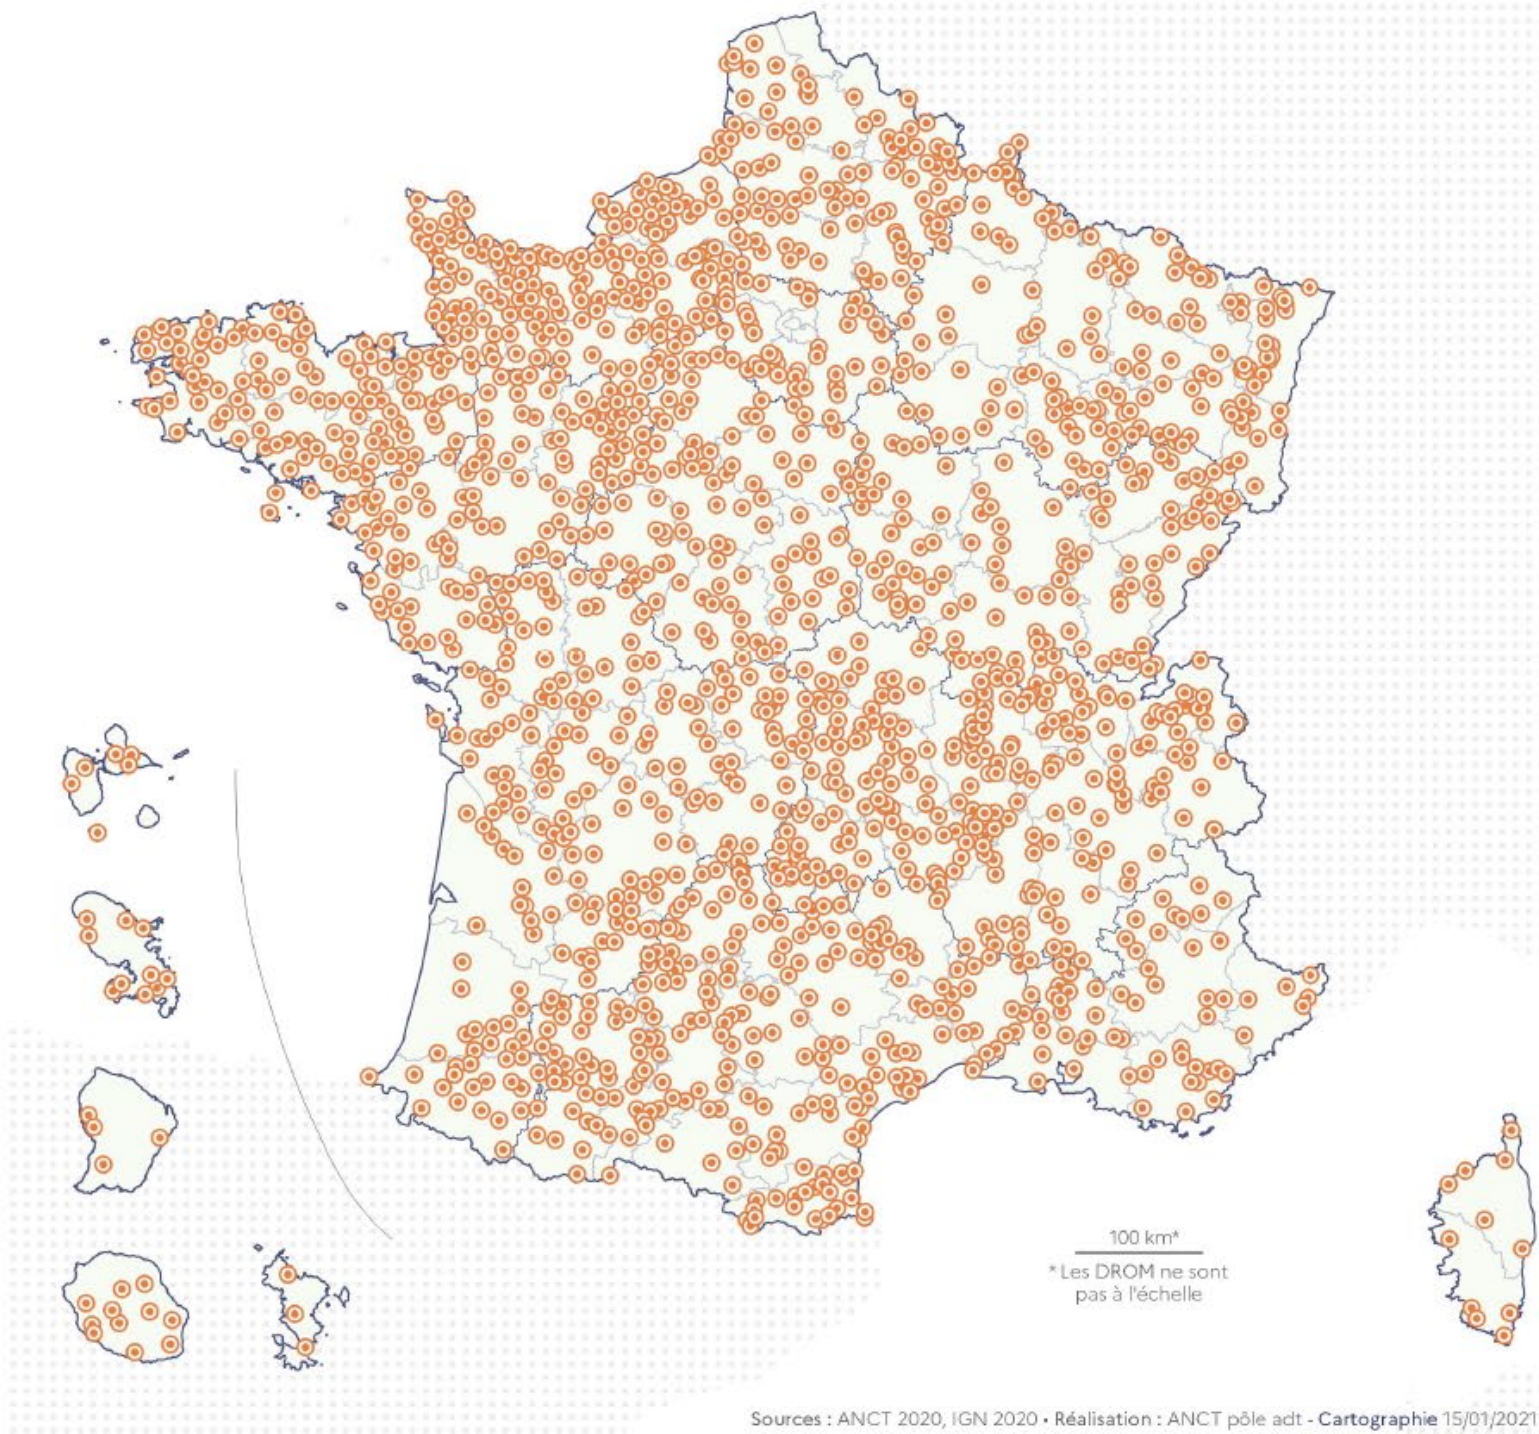 100 km*
*Les DROM ne sont
pas à l'échelle
Sources : ANCT 2020, IGN 2020 • Réalisation : ANCT pôle adt - Cartographie 15/01/2021